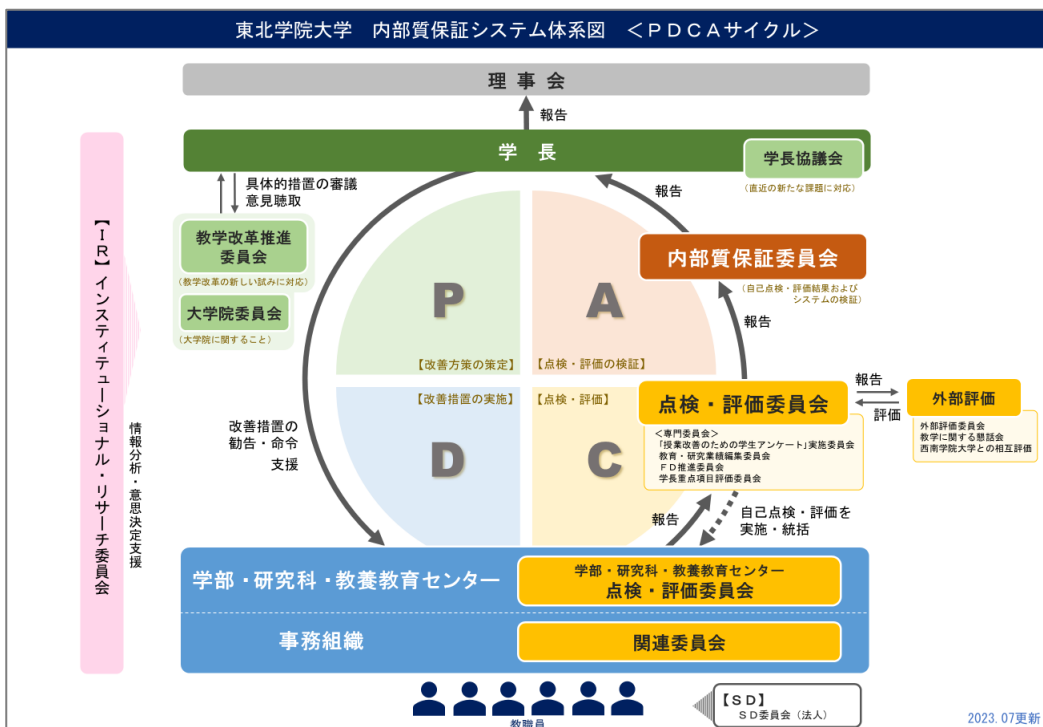 東北学院大学 内部質保証システム体系図 ＜ＰＤＣＡサイクル＞
理事会
報告
学長
学長協議会
（直近の新たな課題に対応）
具体的措置の審議
意見聴取
報告
教学改革推進
委員会
（教学改革の新しい試みに対応）
大学院委員会
（大学院に関すること）
内部質保証委員会
（自己点検・評価結果および
システムの検証）
報告
【ＩＲ】インスティテューショナル・リサーチ委員会
情報分析・意思決定支援
P
A
【改善方策の策定】
【点検・評価の検証】
【改善措置の実施】
【点検・評価】
D
C
改善措置の
勧告・命令
支援
点検・評価委員会
＜専門委員会＞
「授業改善のための学生アンケート」実施委員会
教育・研究業績編集委員会
ＦＤ推進委員会
学長重点項目評価委員会
報告
評価
外部評価
外部評価委員会
教学に関する懇話会
西南学院大学との相互評価
報告
自己点検・評価を
実施・統括
学部・研究科・教養教育センター
学部・研究科・教養教育センター
点検・評価委員会
事務組織
関連委員会
教職員
【ＳＤ】
ＳＤ委員会（法人）
2023.07更新